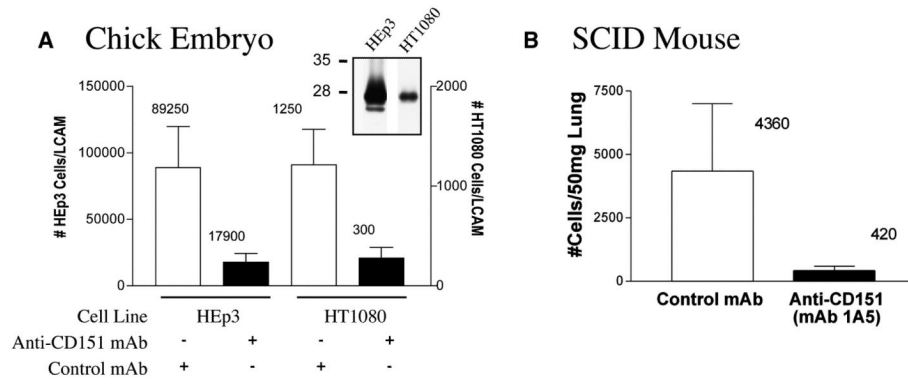 A Chick Embryo
HEp3 HT1080
35
28
# HEp3 Cells/LCAM
150000
100000
50000
0
89250
17900
1250
300
2000
1000
0
# HT1080 Cells/LCAM
Cell Line HEp3 HT1080
Anti-CD151 mAb - + - +
Control mAb + - + -
B SCID Mouse
#Cells/50mg Lung
7500
5000
2500
0
4360
420
Control mAb Anti-CD151
(mAb 1A5)